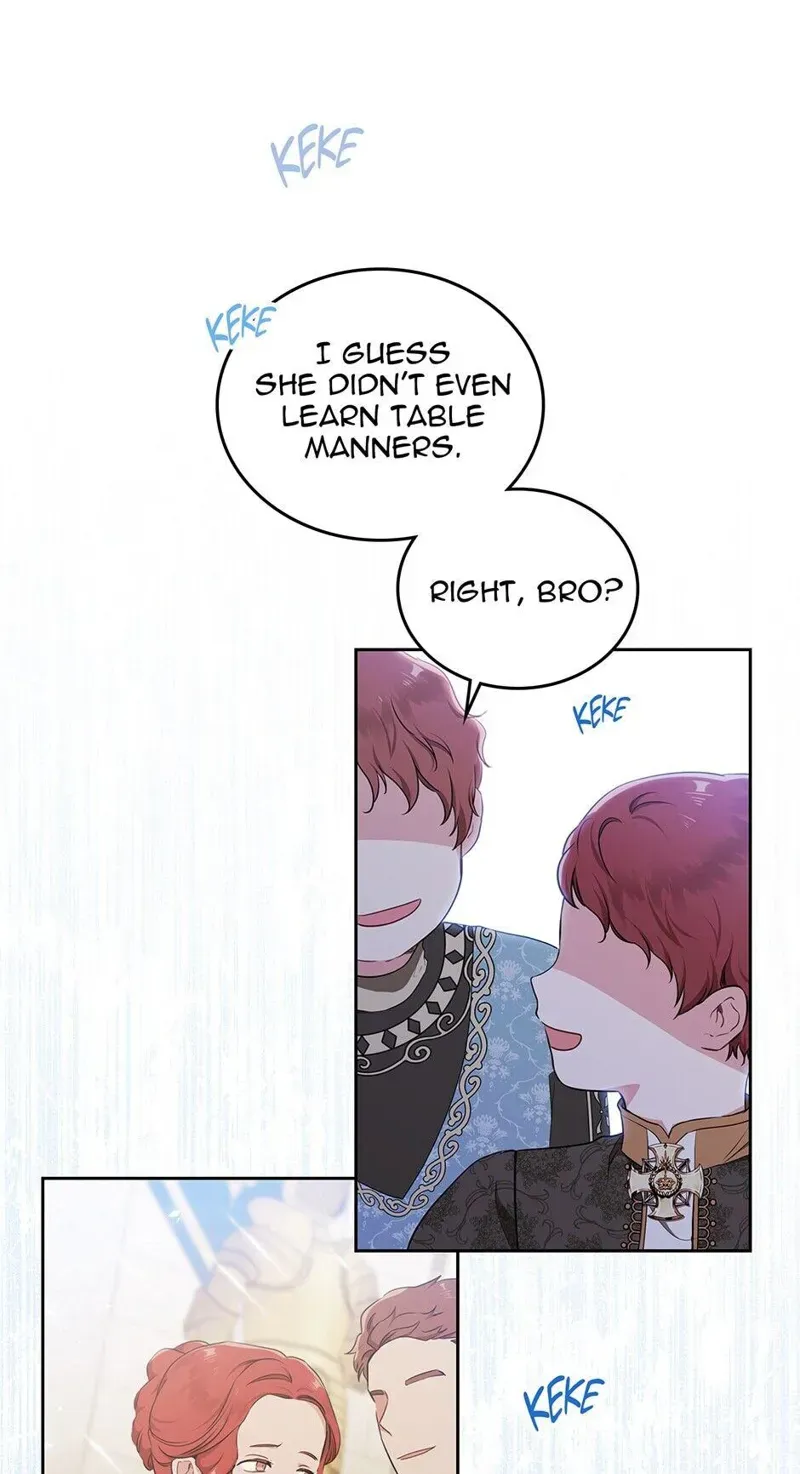 KEKE
KEKE
I GUESS
SHE DIDN'T EVEN
LEARN TABLE
MANNERS.
RIGHT, BRO?
KEKE
KEKE